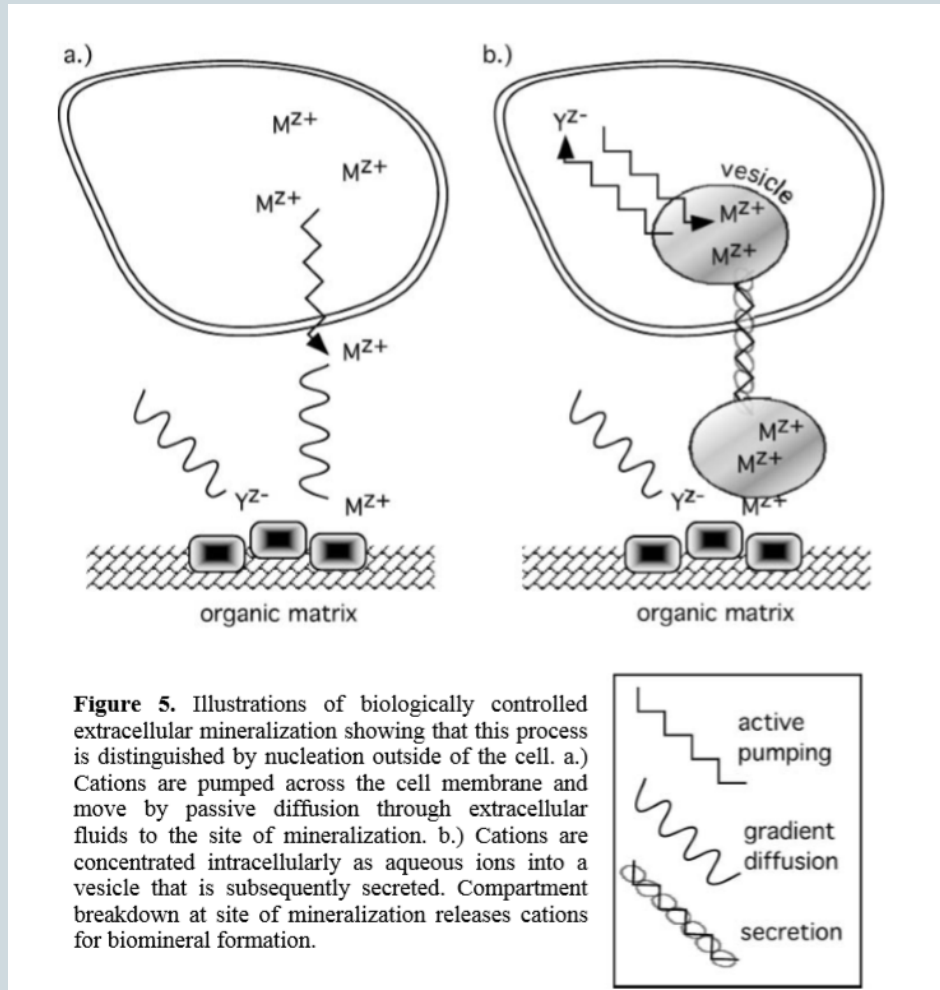 a.)
b.)
Mz+
Mz+
Mz+
Mz+
Yz-
Mz+
organic matrix
Yz-
vesicle
Mz+
Mz+
Mz+
Mz+
Yz-
Mz+
organic matrix
Figure 5. Illustrations of biologically controlled
extracellular mineralization showing that this process
is distinguished by nucleation outside of the cell. a.)
Cations are pumped across the cell membrane and
move by passive diffusion through extracellular
fluids to the site of mineralization. b.) Cations are
concentrated intracellularly as aqueous ions into a
vesicle that is subsequently secreted. Compartment
breakdown at site of mineralization releases cations
for biomineral formation.
active
pumping
gradient
diffusion
secretion